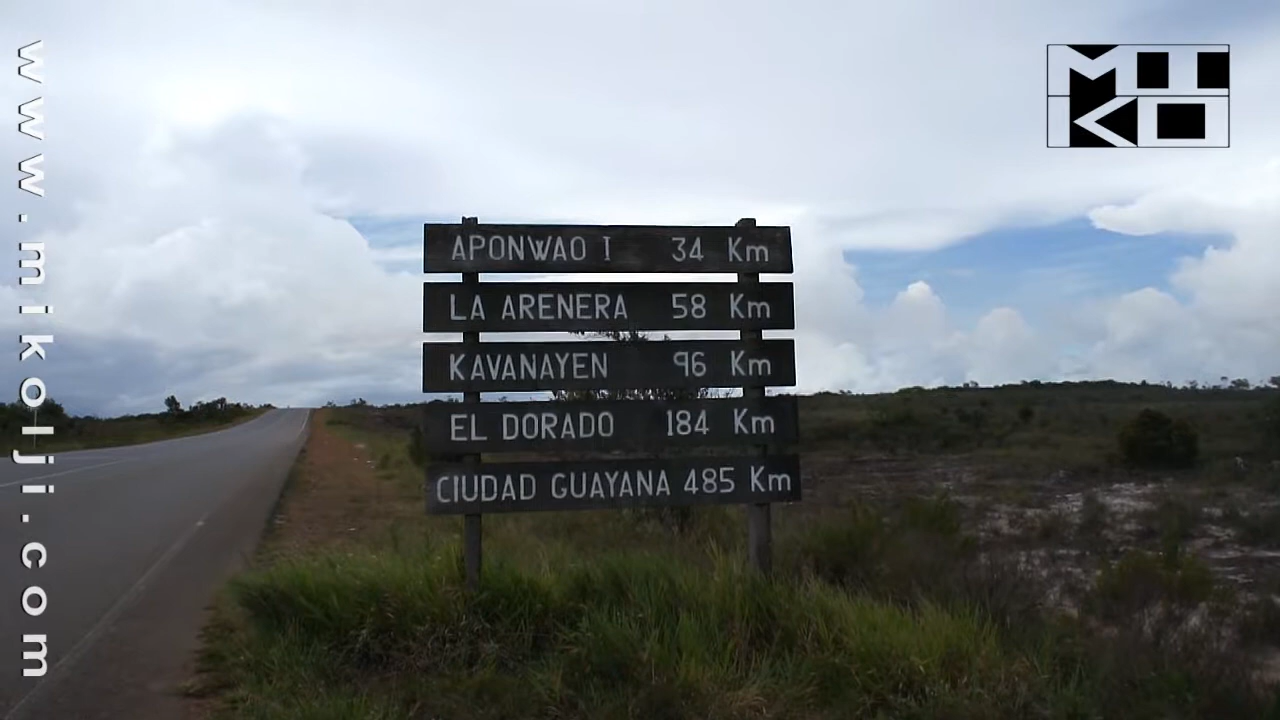 www.mikolji.com
MIKO
APONWAO I 34 Km
LA ARENERA 58 Km
KAVANAYEN 96 Km
EL DORADO 184 Km
CIUDAD GUAYANA 485 Km